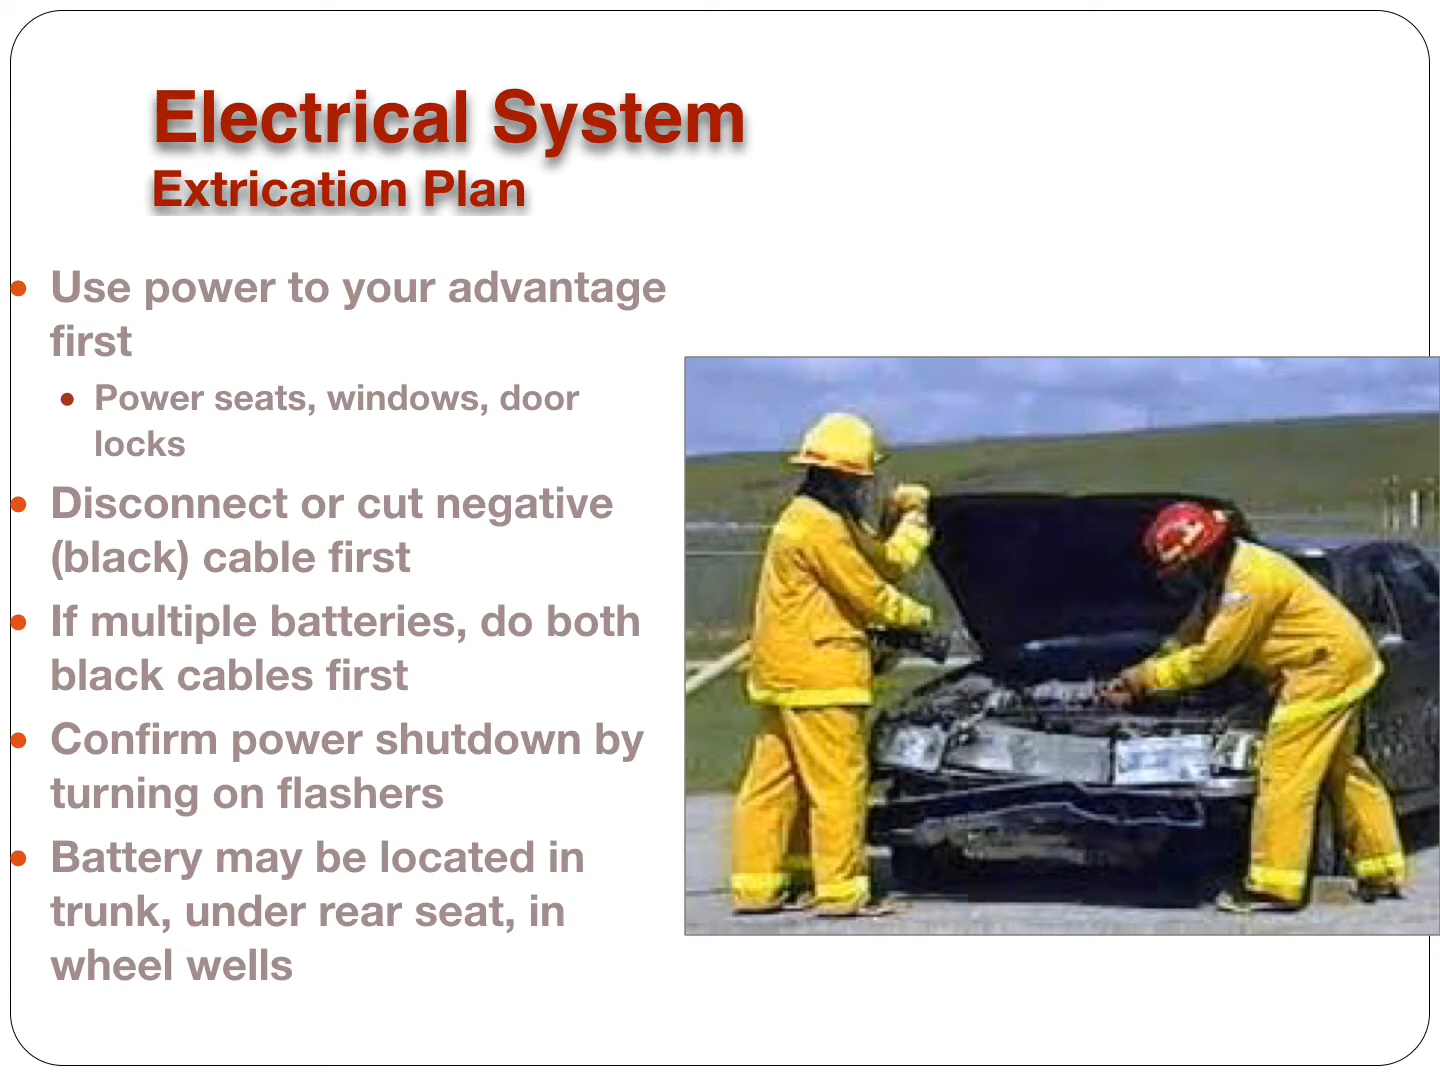 Electrical System
Extrication Plan
• Use power to your advantage
first
• Power seats, windows, door
locks
• Disconnect or cut negative
(black) cable first
• If multiple batteries, do both
black cables first
• Confirm power shutdown by
turning on flashers
• Battery may be located in
trunk, under rear seat, in
wheel wells